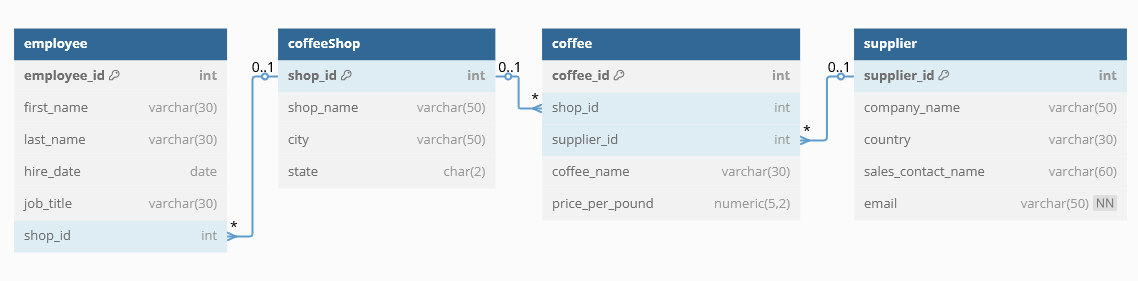 employee
employee_id int
first_name varchar(30)
last_name varchar(30)
hire_date date
job_title varchar(30)
shop_id int
*
0..1
coffeeShop
shop_id int
shop_name varchar(50)
city varchar(50)
state char(2)
0..1
*
coffee
coffee_id int
shop_id int
supplier_id int
coffee_name varchar(30)
price_per_pound numeric(5,2)
*
0..1
supplier
supplier_id int
company_name varchar(50)
country varchar(30)
sales_contact_name varchar(60)
email varchar(50) NN